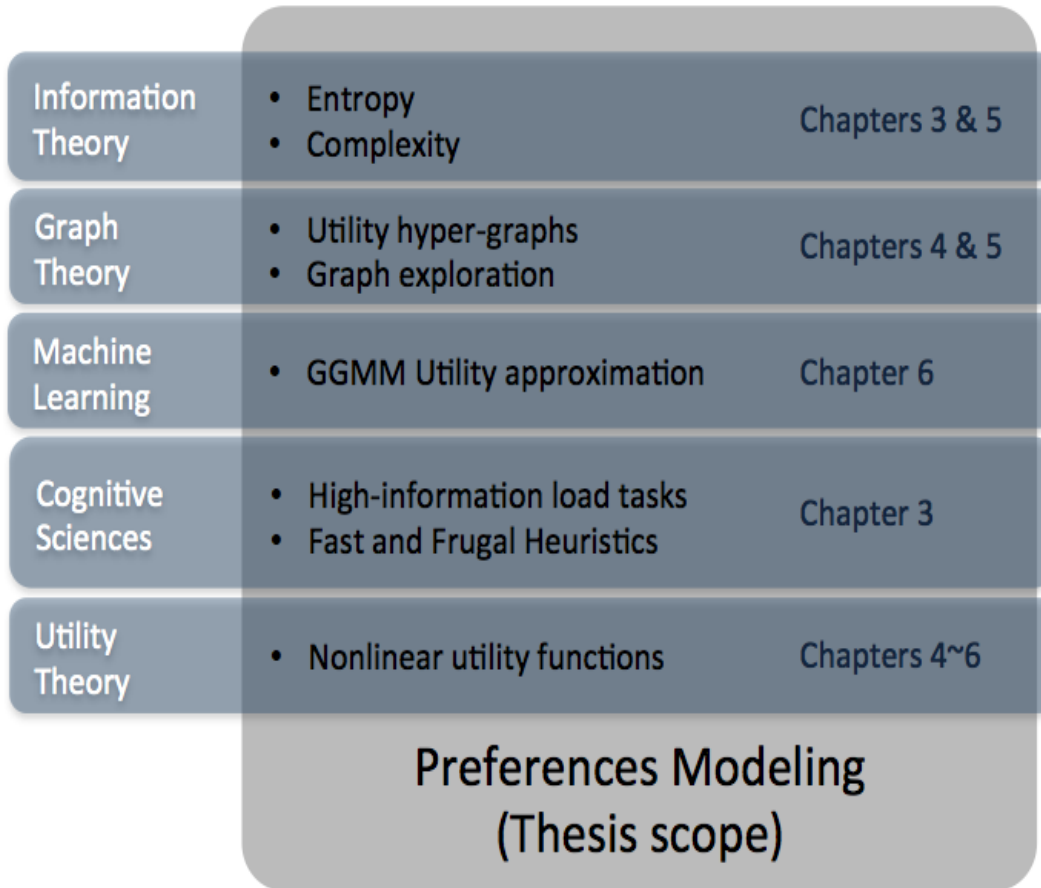 Information
Theory
• Entropy
• Complexity
Chapters 3 & 5
Graph
Theory
• Utility hyper-graphs
• Graph exploration
Chapters 4 & 5
Machine
Learning
• GGMM Utility approximation
Chapter 6
Cognitive
Sciences
• High-information load tasks
• Fast and Frugal Heuristics
Chapter 3
Utility
Theory
• Nonlinear utility functions
Chapters 4~6
Preferences Modeling
(Thesis scope)